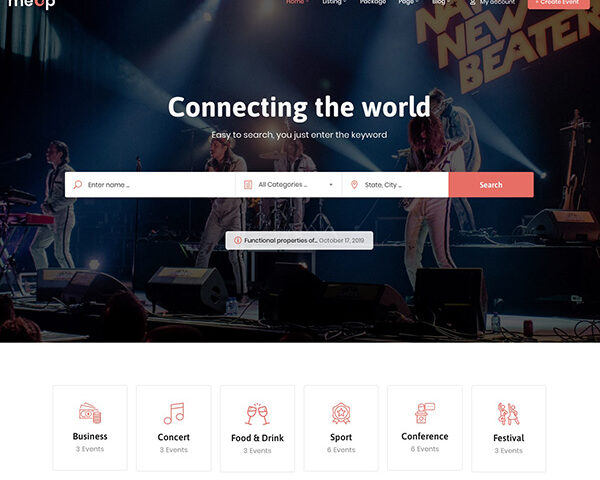 meup
Home Listing Package Page Blog My account + Create Event
NEW
BEATER
Connecting the world
Easy to search, you just enter the keyword
Enter name ... All Categories ... State, City ... Search
Functional properties of... October 17, 2019
Business Concert Food & Drink Sport Conference Festival
3 Events 3 Events 3 Events 6 Events 6 Events 3 Events